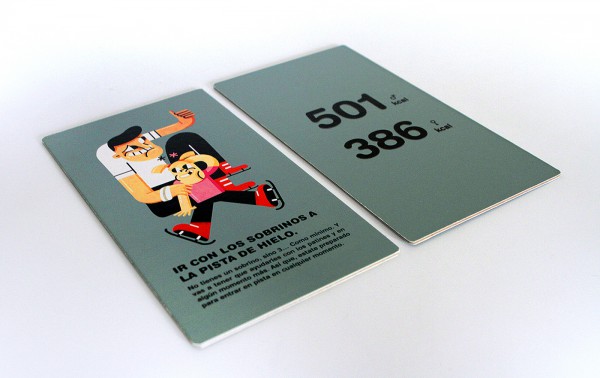 IR CON LOS SOBRINOS A
LA PISTA DE HIELO.
No tienes un sobrino, sino 3... Como mínimo. Y
vas a tener que ayudarles con los patines y en
algún momento más. Así que, estate preparado
para entrar en pista en cualquier momento.
501 ♂ kcal
386 ♀ kcal